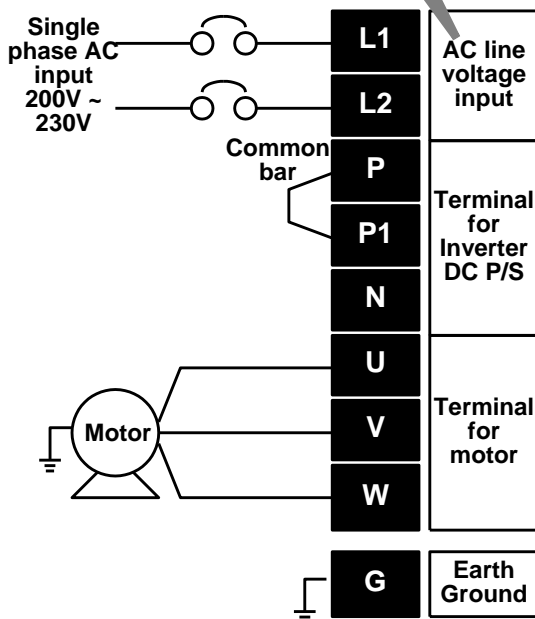 Single
phase AC
input
200V ~
230V
L1
L2
AC line
voltage
input
Common
bar
P
P1
N
Terminal
for
Inverter
DC P/S
U
V
W
Motor
Terminal
for
motor
G
Earth
Ground